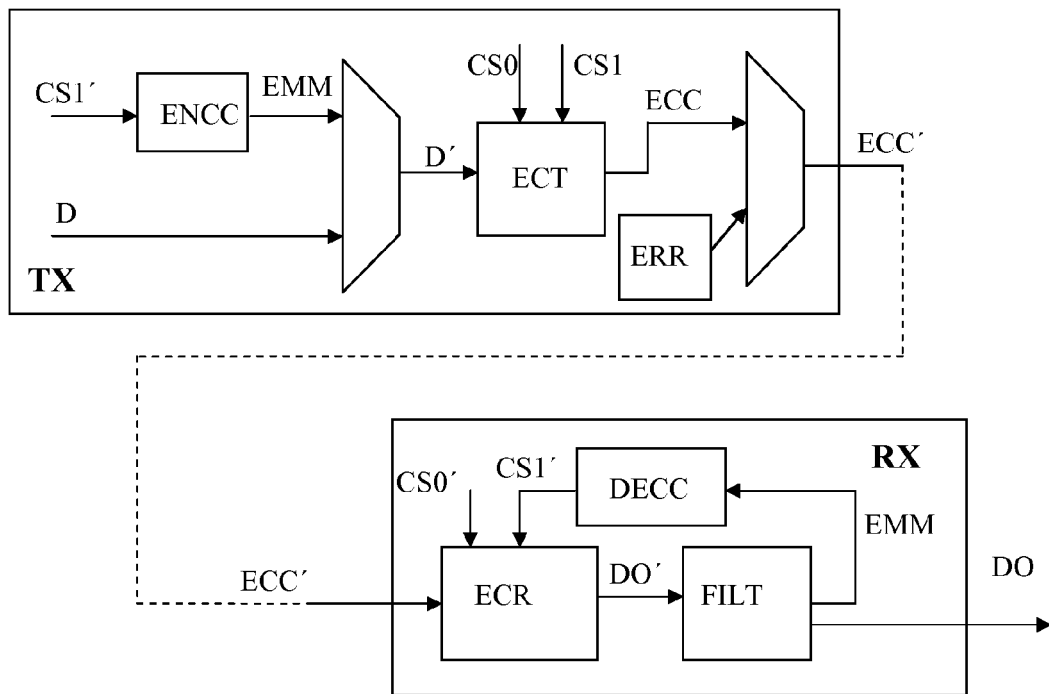 CS1´
ENCC
EMM
D
TX
D´
CS0
CS1
ECT
ECC
ERR
ECC´
RX
CS0´
CS1´
DECC
EMM
ECC´
ECR
DO´
FILT
DO